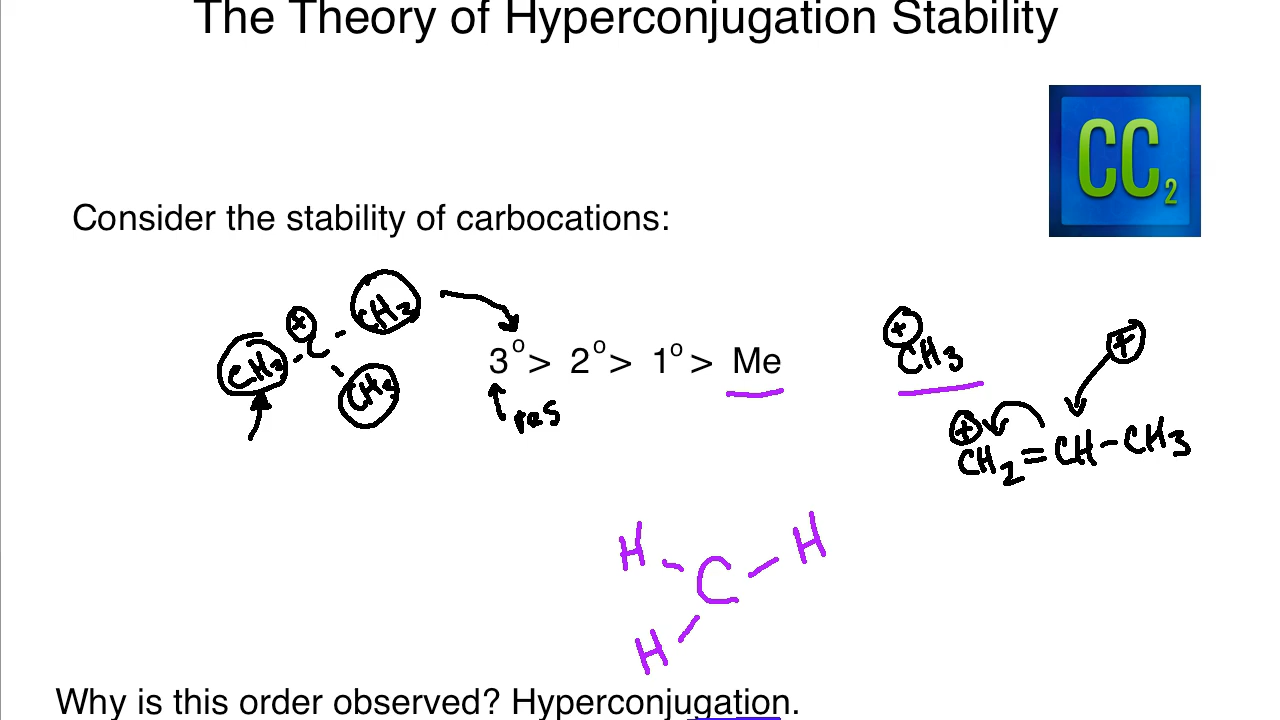 The Theory of Hyperconjugation Stability
CC2
Consider the stability of carbocations:
CH3 + C CH3 CH3
3° > 2° > 1° > Me
res
+ CH3
+
+ CH2=CH-CH3
H C H
H
Why is this order observed? Hyperconjugation.